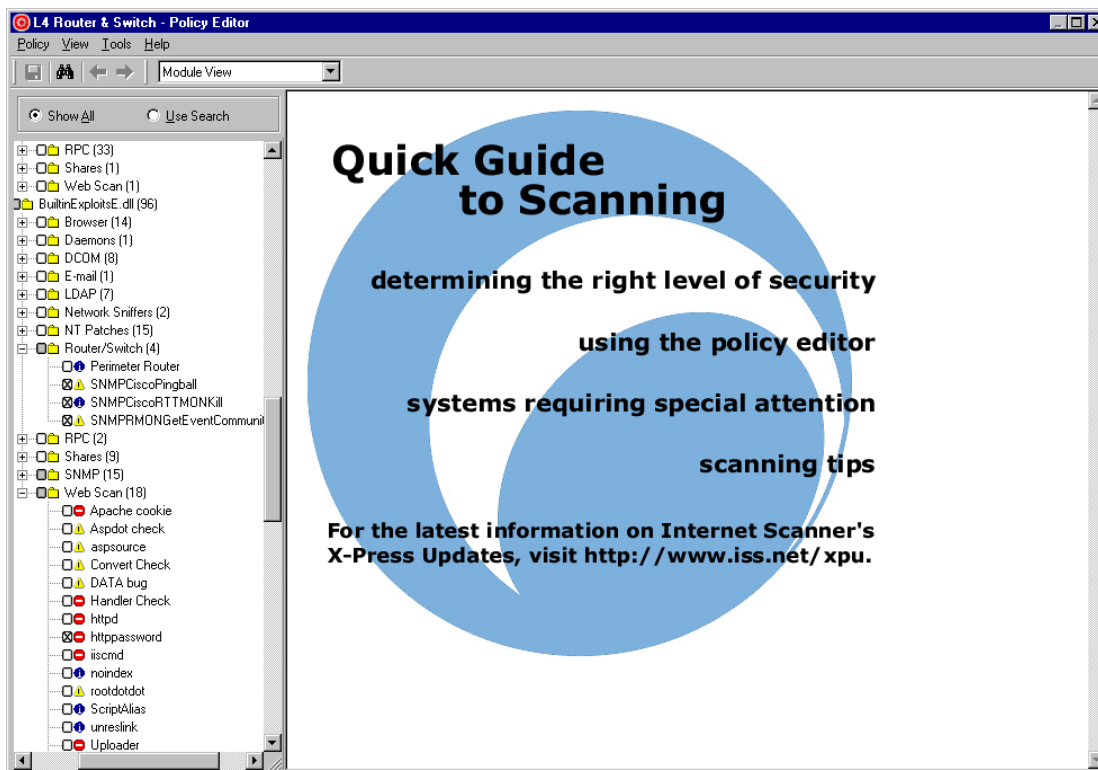 L4 Router & Switch - Policy Editor
Policy View Tools Help
Module View
Show All Use Search
RPC (33)
Shares (1)
Web Scan (1)
BuiltinExploitsE.dll (96)
Browser (14)
Daemons (1)
DCOM (8)
E-mail (1)
LDAP (7)
Network Sniffers (2)
NT Patches (15)
Router/Switch (4)
Perimeter Router
SNMPCiscoPingball
SNMPCiscoRTTMONKill
SNMPRMONGetEventCommunit
RPC (2)
Shares (9)
SNMP (15)
Web Scan (18)
Apache cookie
Aspdot check
aspsource
Convert Check
DATA bug
Handler Check
httpd
httppassword
iiscmd
noindex
rootdotdot
ScriptAlias
unreslink
Uploader
Quick Guide
to Scanning
determining the right level of security
using the policy editor
systems requiring special attention
scanning tips
For the latest information on Internet Scanner's
X-Press Updates, visit http://www.iss.net/xpu.